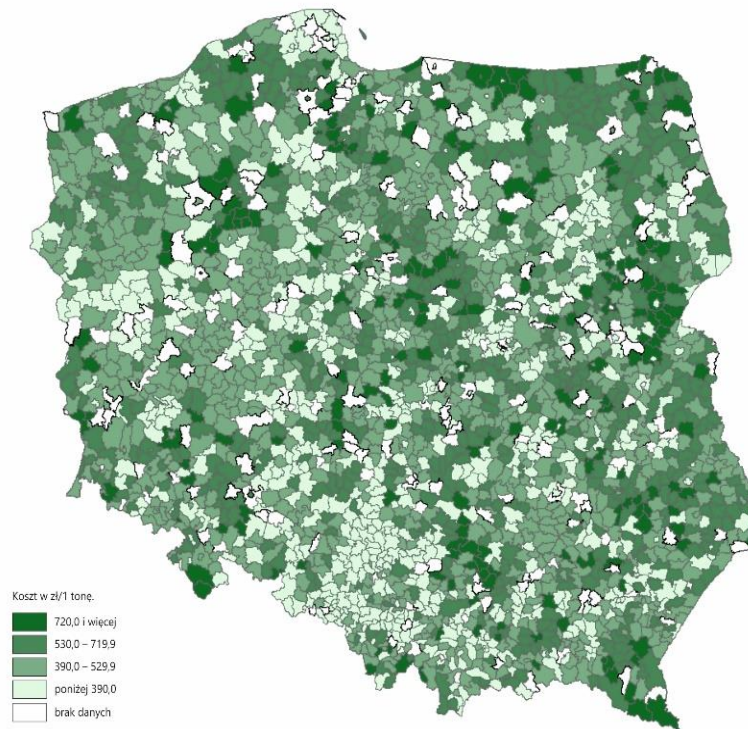 Koszt w zł/1 tonę.
720,0 i więcej
530,0 – 719,9
390,0 – 529,9
poniżej 390,0
brak danych